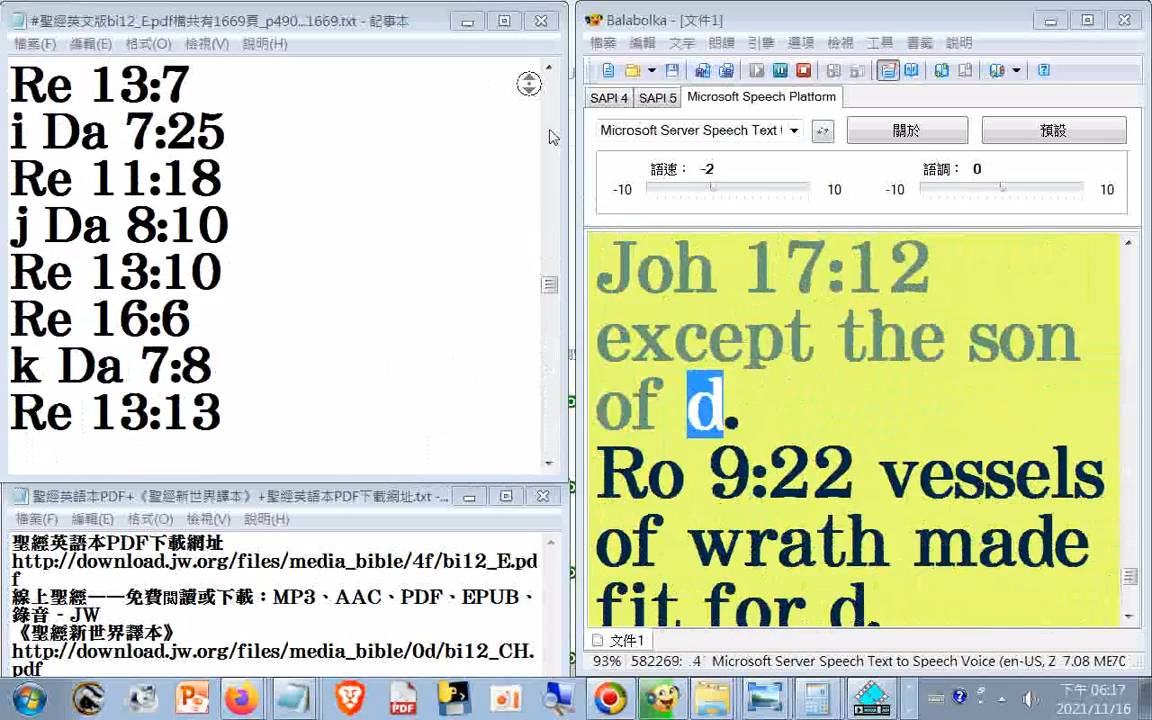 #聖經英文版bi12_E.pdf檔共有1669頁_p490...1669.txt - 記事本
檔案(F) 編輯(E) 格式(O) 檢視(V) 說明(H)
Re 13:7
i Da 7:25
Re 11:18
j Da 8:10
Re 13:10
Re 16:6
k Da 7:8
Re 13:13
聖經英語本PDF+《聖經新世界譯本》+聖經英語本PDF下載網址.txt -...
檔案(F) 編輯(E) 格式(O) 檢視(V) 說明(H)
聖經英語本PDF下載網址
http://download.jw.org/files/media_bible/4f/bi12_E.pd
f
線上聖經——免費閱讀或下載：MP3、AAC、PDF、EPUB、
錄音 - JW
《聖經新世界譯本》
http://download.jw.org/files/media_bible/0d/bi12_CH.
pdf
Balabolka - [文件1]
檔案 編輯 文字 朗讀 引擎 選項 檢視 工具 書籤 說明
SAPI 4 SAPI 5 Microsoft Speech Platform
Microsoft Server Speech Text 關於 預設
語速： -2 語調： 0
-10 10 -10 10
Joh 17:12
except the son
of d.
Ro 9:22 vessels
of wrath made
fit for d.
文件1
93% 582269: .4 Microsoft Server Speech Text to Speech Voice (en-US, Z 7.08 ME
PDF
下午 06:17
2021/11/16